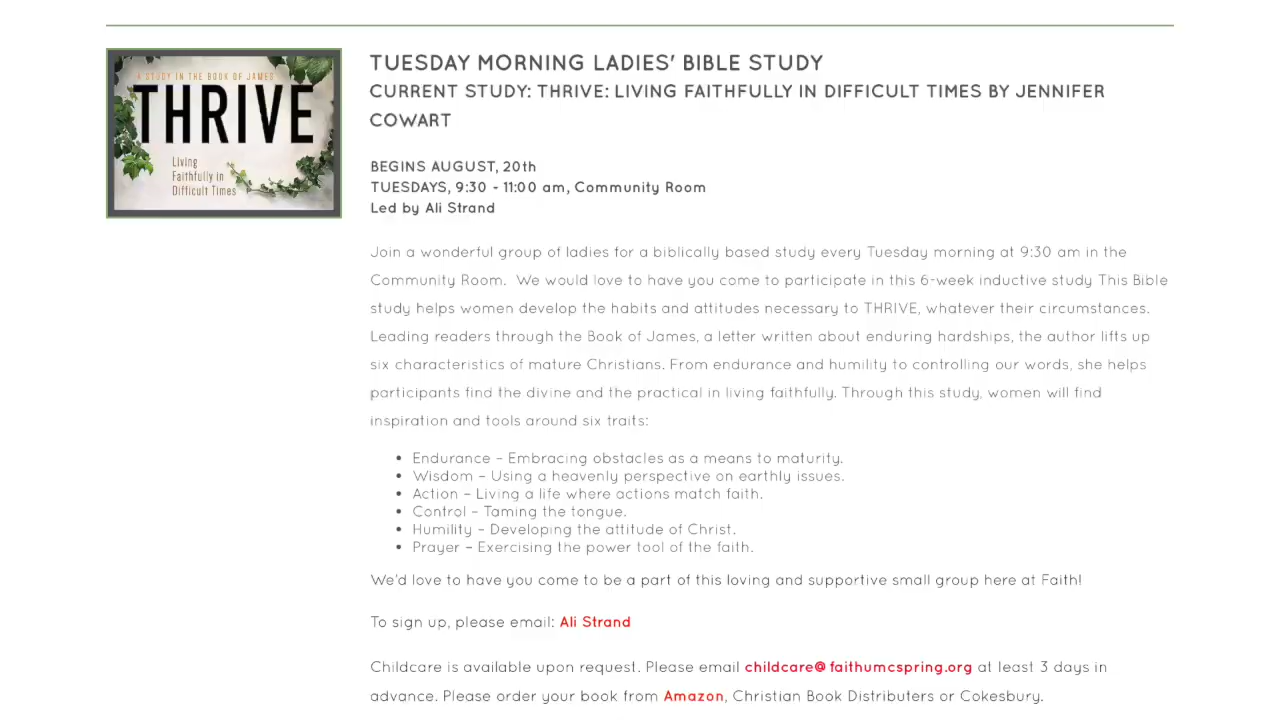 A STUDY IN THE BOOK OF JAMES
THRIVE
Living
Faithfully in
Difficult Times
TUESDAY MORNING LADIES' BIBLE STUDY
CURRENT STUDY: THRIVE: LIVING FAITHFULLY IN DIFFICULT TIMES BY JENNIFER
COWART
BEGINS AUGUST, 20th
TUESDAYS, 9:30 - 11:00 am, Community Room
Led by Ali Strand
Join a wonderful group of ladies for a biblically based study every Tuesday morning at 9:30 am in the
Community Room.  We would love to have you come to participate in this 6-week inductive study This Bible
study helps women develop the habits and attitudes necessary to THRIVE, whatever their circumstances.
Leading readers through the Book of James, a letter written about enduring hardships, the author lifts up
six characteristics of mature Christians. From endurance and humility to controlling our words, she helps
participants find the divine and the practical in living faithfully. Through this study, women will find
inspiration and tools around six traits:
• Endurance – Embracing obstacles as a means to maturity.
• Wisdom – Using a heavenly perspective on earthly issues.
• Action – Living a life where actions match faith.
• Control – Taming the tongue.
• Humility – Developing the attitude of Christ.
• Prayer – Exercising the power tool of the faith.
We'd love to have you come to be a part of this loving and supportive small group here at Faith!
To sign up, please email: Ali Strand
Childcare is available upon request. Please email childcare@faithumcspring.org at least 3 days in
advance. Please order your book from Amazon, Christian Book Distributers or Cokesbury.